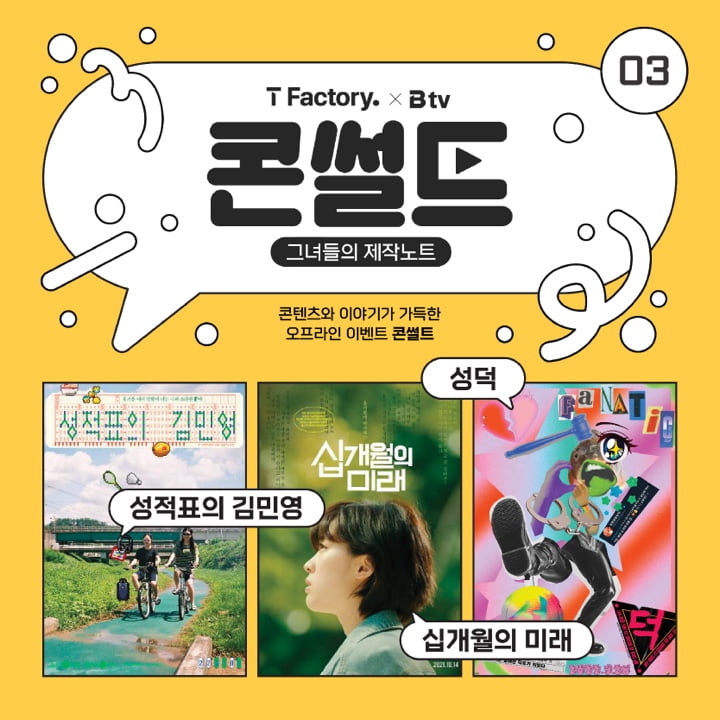 03
T Factory. × B tv
콘썰트
그녀들의 제작노트
콘텐츠와 이야기가 가득한
오프라인 이벤트 콘썰트
성덕
성적표의 김민영
FANATIC
십개월의
미래
성적표의 김민영
십개월의 미래
덕
2021.10.14